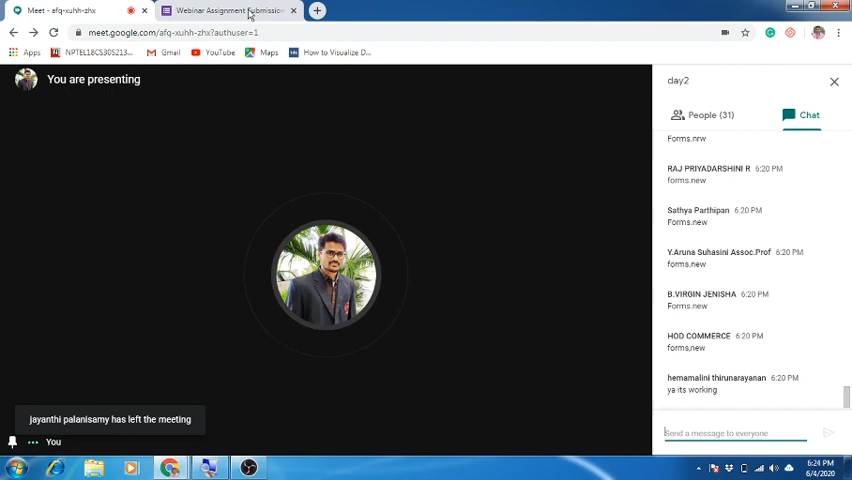 Meet - afq-xuhh-zhx
Webinar Assignment Submission
meet.google.com/afq-xuhh-zhx?authuser=1
Apps
NPTEL18CS30S213...
Gmail
YouTube
Maps
How to Visualize D...
You are presenting
day2
People (31)
Chat
Forms.nrw
RAJ PRIYADARSHINI R 6:20 PM
forms.new
Sathya Parthipan 6:20 PM
Forms.new
Y.Aruna Suhasini Assoc.Prof 6:20 PM
forms.new
B.VIRGIN JENISHA 6:20 PM
Forms.new
HOD COMMERCE 6:20 PM
forms,new
hemamalini thirunarayanan 6:20 PM
ya its working
jayanthi palanisamy has left the meeting
You
Send a message to everyone
6:24 PM
6/4/2020